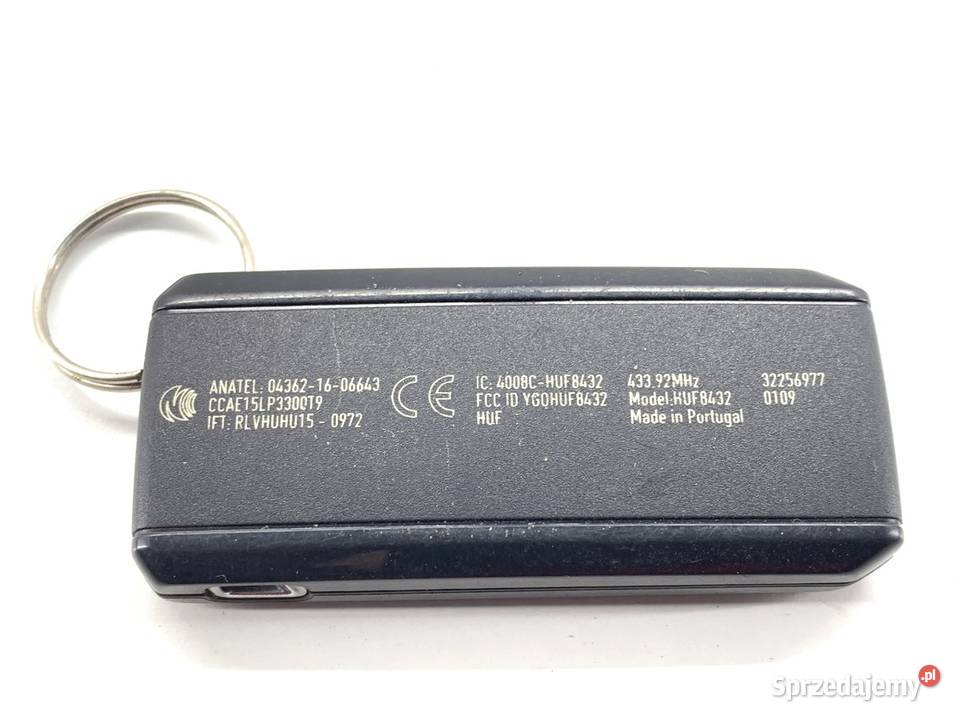 ANATEL: 04362-16-06643
CCAE15LP3300T9
IFT: RLVHUHU15 - 0972
CE
IC: 4008C-HUF8432
FCC ID YGOHUF8432
HUF
433.92MHz
Model:HUF8432
Made in Portugal
32256977
0109
Sprzedajemy.pl